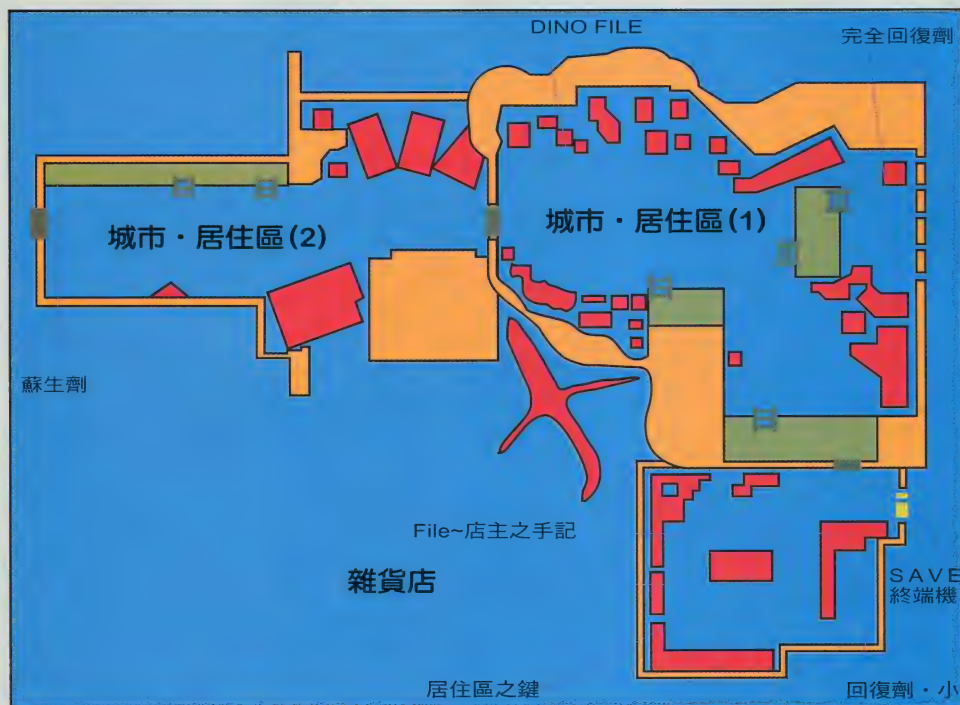 DINO FILE
完全回復劑
城市・居住區(2)
城市・居住區(1)
蘇生劑
File~店主之手記
雜貨店
SAVE
終端機
居住區之鍵
回復劑・小